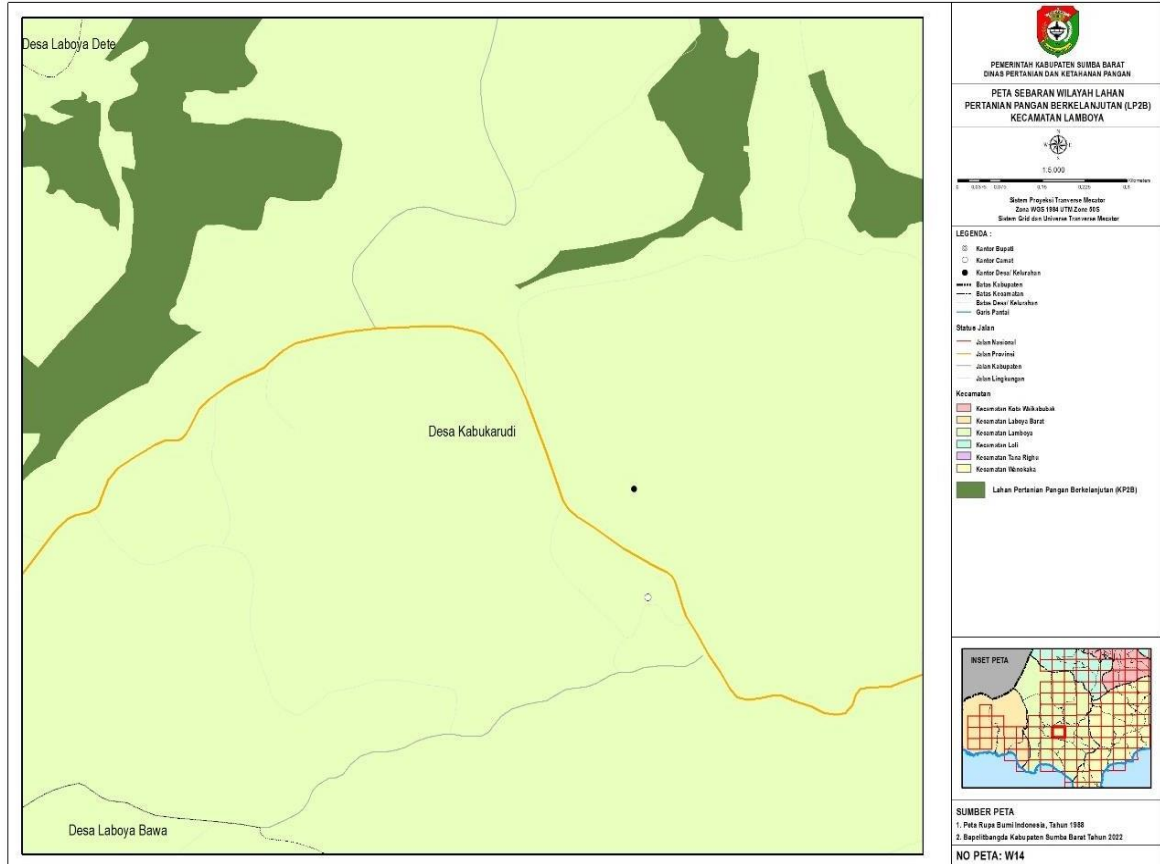 Desa Laboya Dete
Desa Kabukarudi
Desa Laboya Bawa
PEMERINTAH KABUPATEN SUMBA BARAT
DINAS PERTANIAN DAN KETAHANAN PANGAN
PETA SEBARAN WILAYAH LAHAN
PERTANIAN PANGAN BERKELANJUTAN (LP2B)
KECAMATAN LAMBOYA
N
W E
S
1:5.000
Kilometers
Sistem Proyeksi Tranverse Mecator
Zona WGS 1984 UTM Zone 50S
Sistem Grid dan Universe Tranverse Mecator
LEGENDA :
Kantor Bupati
Kantor Camat
Kantor Desa/ Kelurahan
Batas Kabupaten
Batas Kecamatan
Batas Desa/ Kelurahan
Garis Pantai
Status Jalan
Jalan Nasional
Jalan Provinsi
Jalan Kabupaten
Jalan Lingkungan
Kecamatan
Kecamatan Kota Waikabubak
Kecamatan Laboya Barat
Kecamatan Lamboya
Kecamatan Loli
Kecamatan Tana Righu
Kecamatan Wanokaka
Lahan Pertanian Pangan Berkelanjutan (KP2B)
INSET PETA
SUMBER PETA
1. Peta Rupa Bumi Indonesia, Tahun 1988
2. Bapelitbangda Kabupaten Sumba Barat Tahun 2022
NO PETA: W14